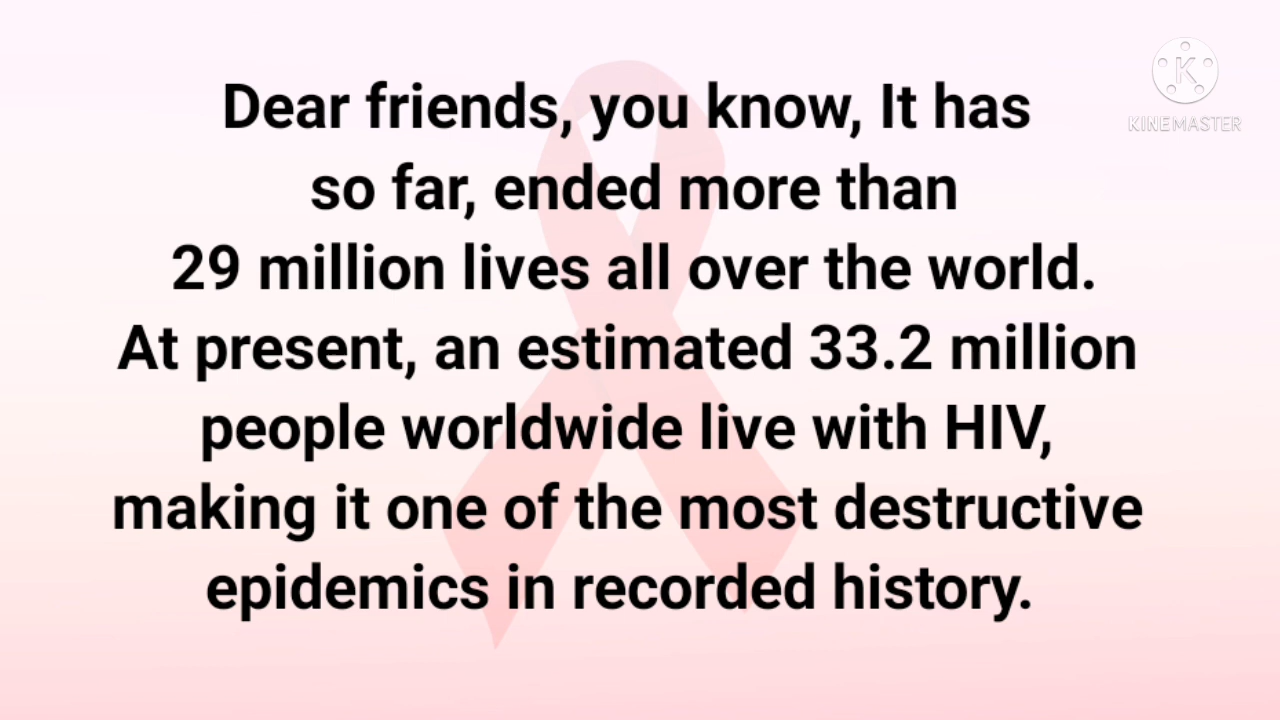 Dear friends, you know, It has
so far, ended more than
29 million lives all over the world.
At present, an estimated 33.2 million
people worldwide live with HIV,
making it one of the most destructive
epidemics in recorded history.
K
KINEMASTER